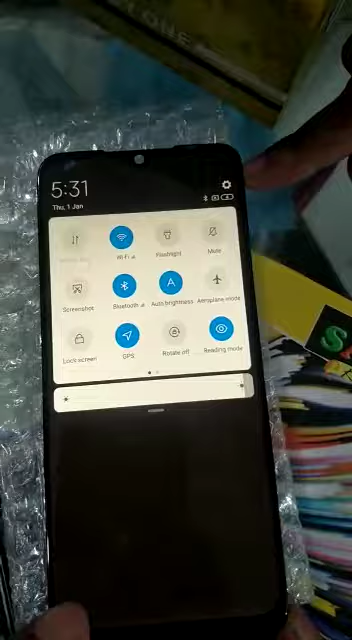 5:31
Thu, 1 Jan
Wi-Fi
Flashlight
Mute
Screenshot
Bluetooth
Auto brightness
Aeroplane mode
Lock screen
GPS
Rotate off
Reading mode